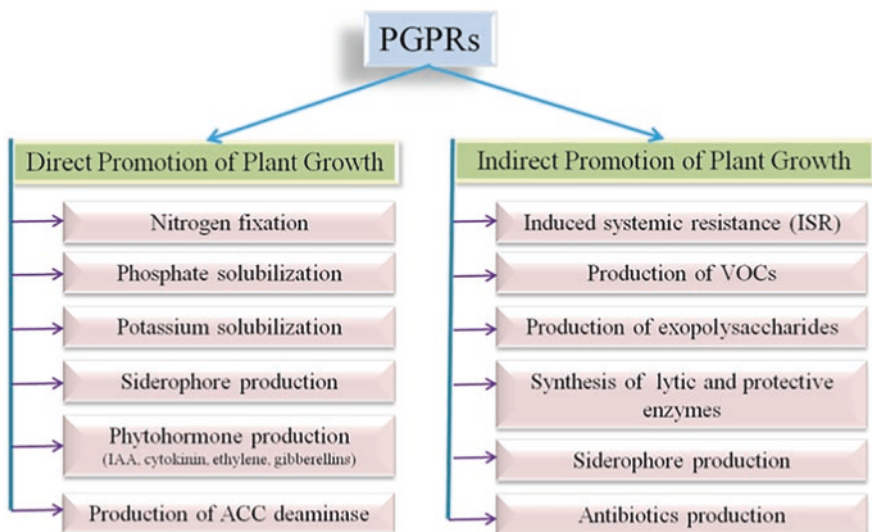 PGPRs
Direct Promotion of Plant Growth
Nitrogen fixation
Phosphate solubilization
Potassium solubilization
Siderophore production
Phytohormone production
(IAA, cytokinin, ethylene, gibberellins)
Production of ACC deaminase
Indirect Promotion of Plant Growth
Induced systemic resistance (ISR)
Production of VOCs
Production of exopolysaccharides
Synthesis of lytic and protective
enzymes
Siderophore production
Antibiotics production